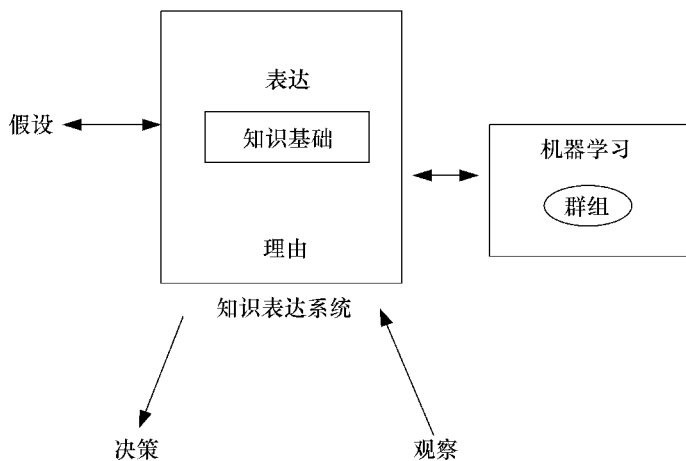 表达
假设
知识基础
机器学习
群组
理由
知识表达系统
决策
观察